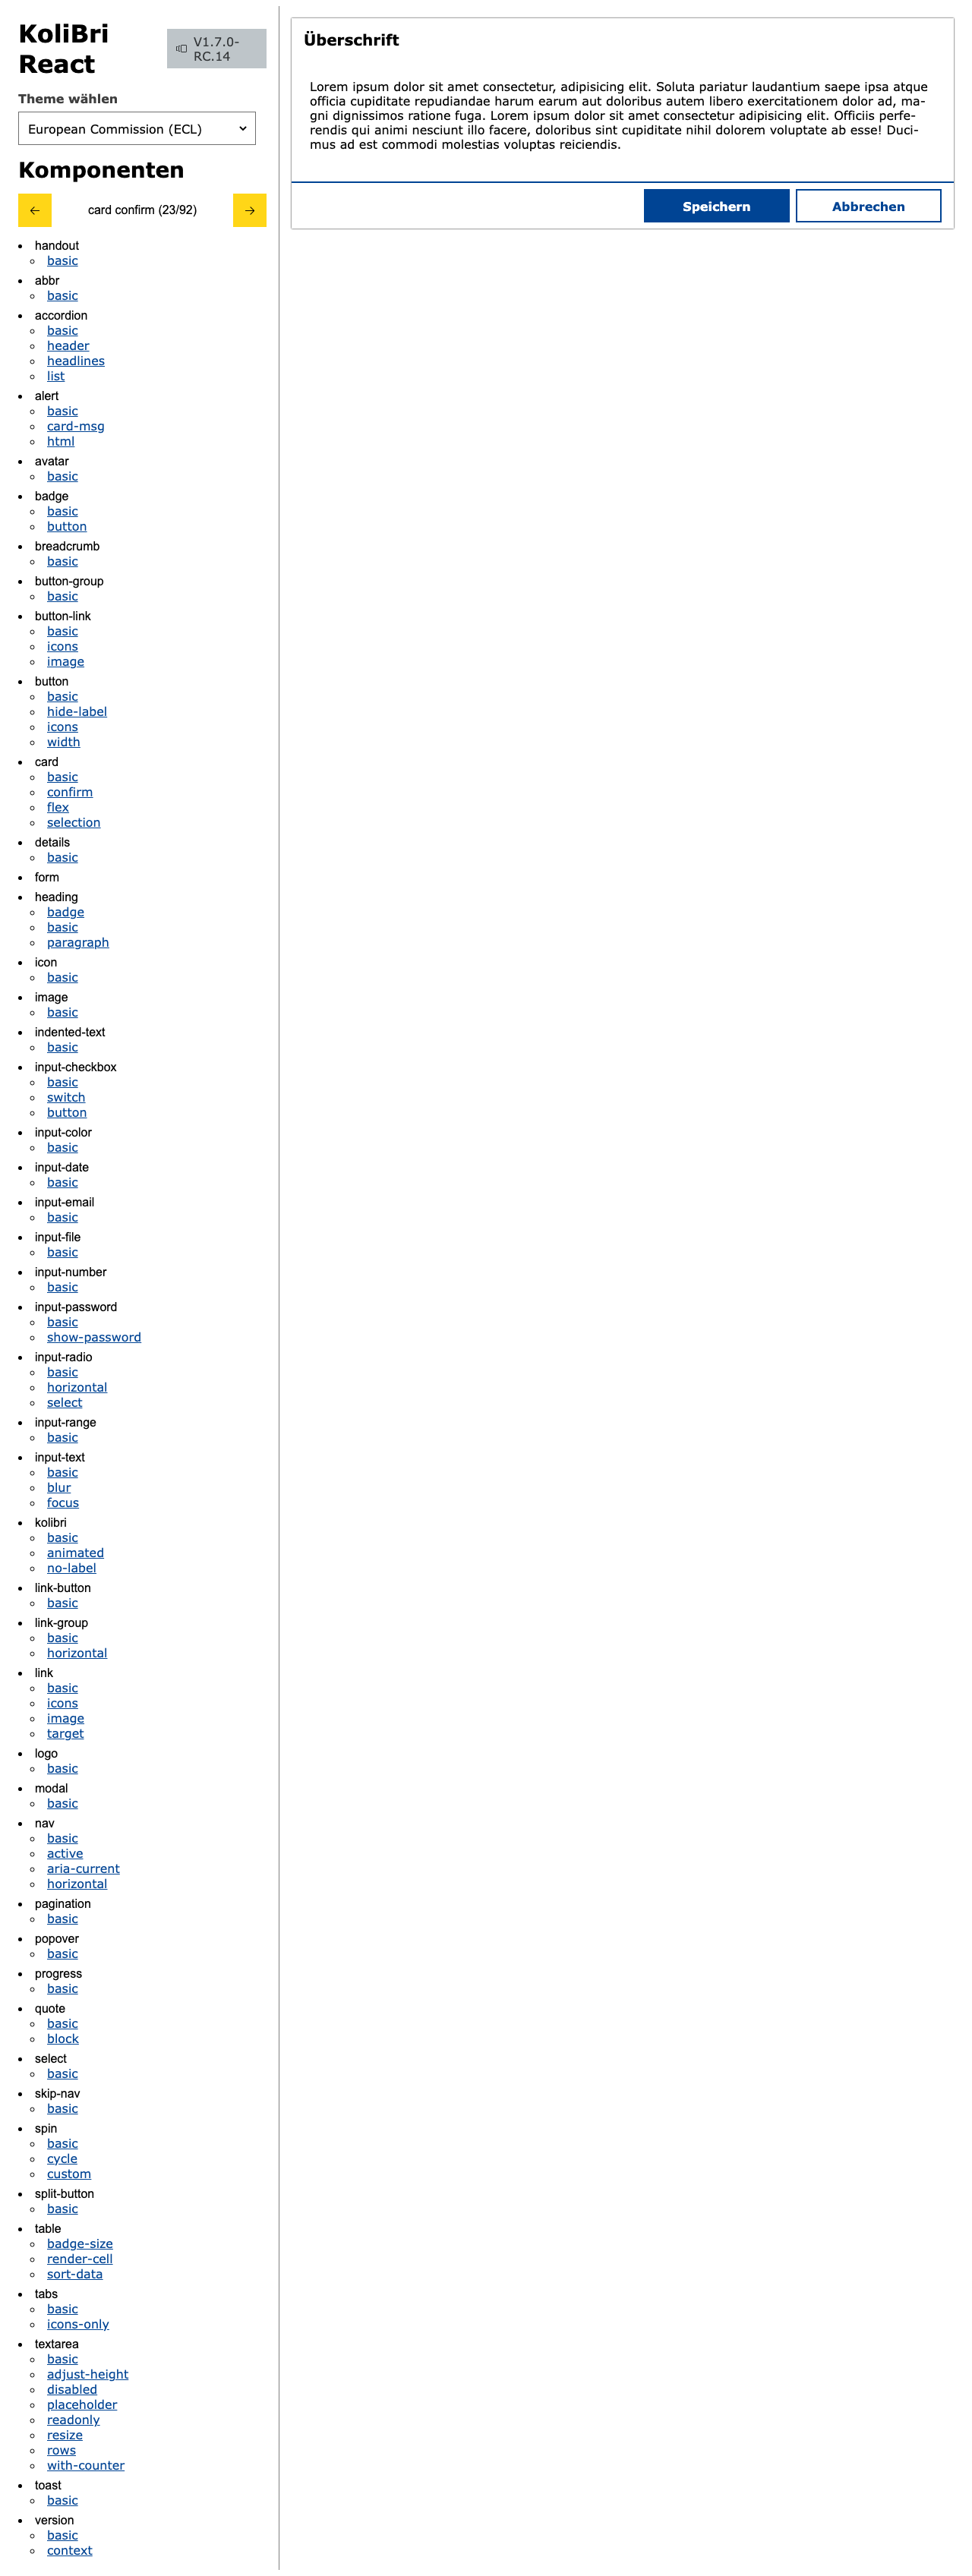 KoliBri
React
V1.7.0-
RC.14
Theme wählen
European Commission (ECL)
Komponenten
←
card confirm (23/92)
→
handout
basic
abbr
basic
accordion
basic
header
headlines
list
alert
basic
card-msg
html
avatar
basic
badge
basic
button
breadcrumb
basic
button-group
basic
button-link
basic
icons
image
button
basic
hide-label
icons
width
card
basic
confirm
flex
selection
details
basic
form
heading
badge
basic
paragraph
icon
basic
image
basic
indented-text
basic
input-checkbox
basic
switch
button
input-color
basic
input-date
basic
input-email
basic
input-file
basic
input-number
basic
input-password
basic
show-password
input-radio
basic
horizontal
select
input-range
basic
input-text
basic
blur
focus
kolibri
basic
animated
no-label
link-button
basic
link-group
basic
horizontal
link
basic
icons
image
target
logo
basic
modal
basic
nav
basic
active
aria-current
horizontal
pagination
basic
popover
basic
progress
basic
quote
basic
block
select
basic
skip-nav
basic
spin
basic
cycle
custom
split-button
basic
table
badge-size
render-cell
sort-data
tabs
basic
icons-only
textarea
basic
adjust-height
disabled
placeholder
readonly
resize
rows
with-counter
toast
basic
version
basic
context
Überschrift
Lorem ipsum dolor sit amet consectetur, adipisicing elit. Soluta pariatur laudantium saepe ipsa atque
officia cupiditate repudiandae harum earum aut doloribus autem libero exercitationem dolor ad, ma-
gni dignissimos ratione fuga. Lorem ipsum dolor sit amet consectetur adipisicing elit. Officiis perfe-
rendis qui animi nesciunt illo facere, doloribus sint cupiditate nihil dolorem voluptate ab esse! Duci-
mus ad est commodi molestias voluptas reiciendis.
Speichern
Abbrechen